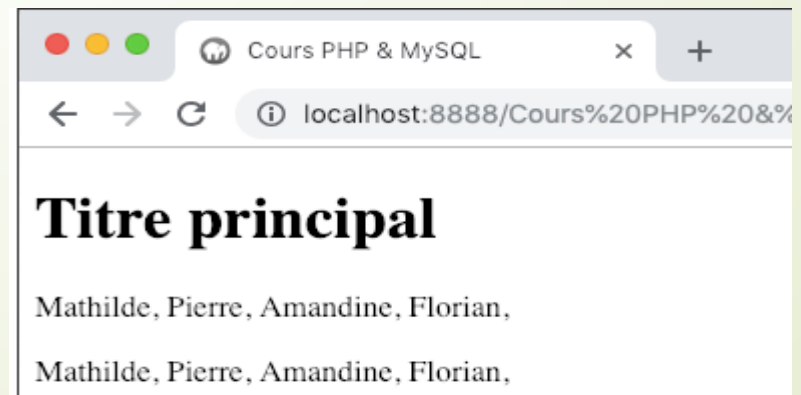 Cours PHP & MySQL
localhost:8888/Cours%20PHP%20&%
Titre principal
Mathilde, Pierre, Amandine, Florian,
Mathilde, Pierre, Amandine, Florian,